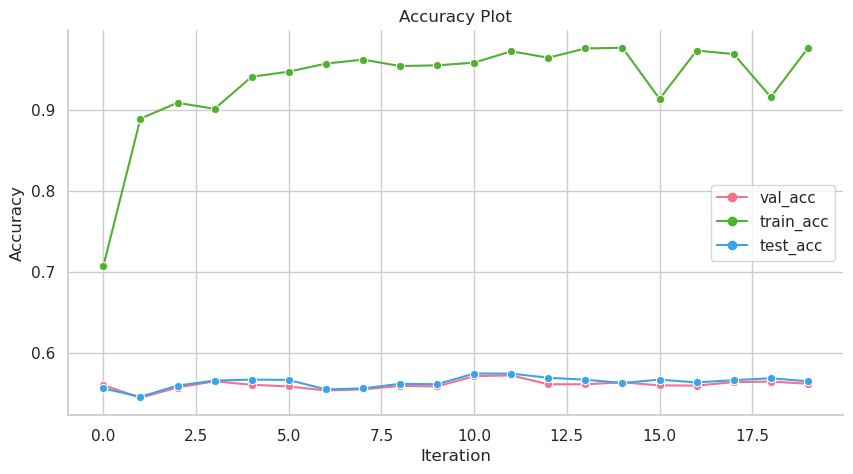 Accuracy Plot
Accuracy
0.9
0.8
0.7
0.6
val_acc
train_acc
test_acc
0.0 2.5 5.0 7.5 10.0 12.5 15.0 17.5
Iteration